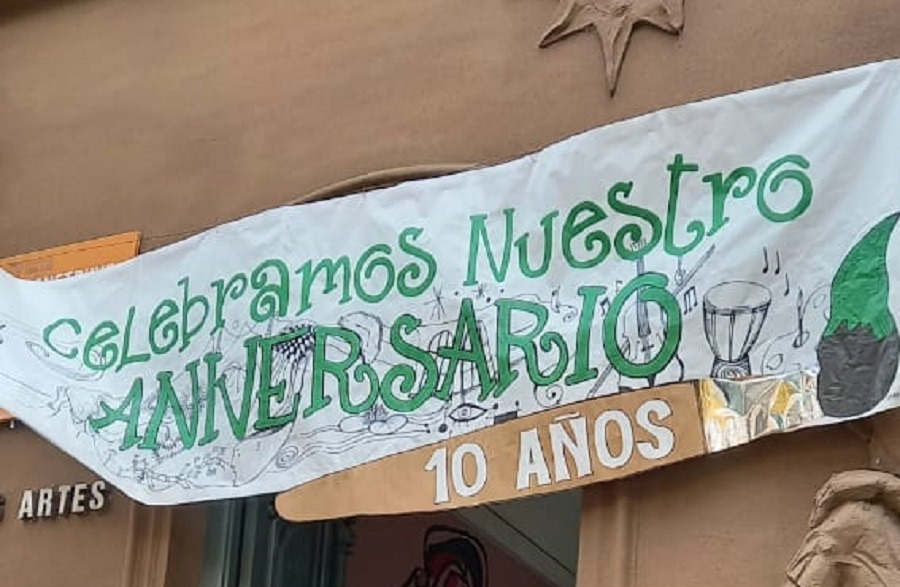 celebramos Nuestro
ANIVERSARIO
10 AÑOS
ARTES